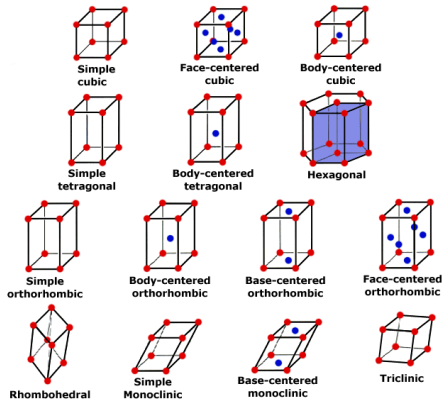 Simple
cubic
Face-centered
cubic
Body-centered
cubic
Simple
tetragonal
Body-centered
tetragonal
Hexagonal
Simple
orthorhombic
Body-centered
orthorhombic
Base-centered
orthorhombic
Face-centered
orthorhombic
Rhombohedral
Simple
Monoclinic
Base-centered
monoclinic
Triclinic